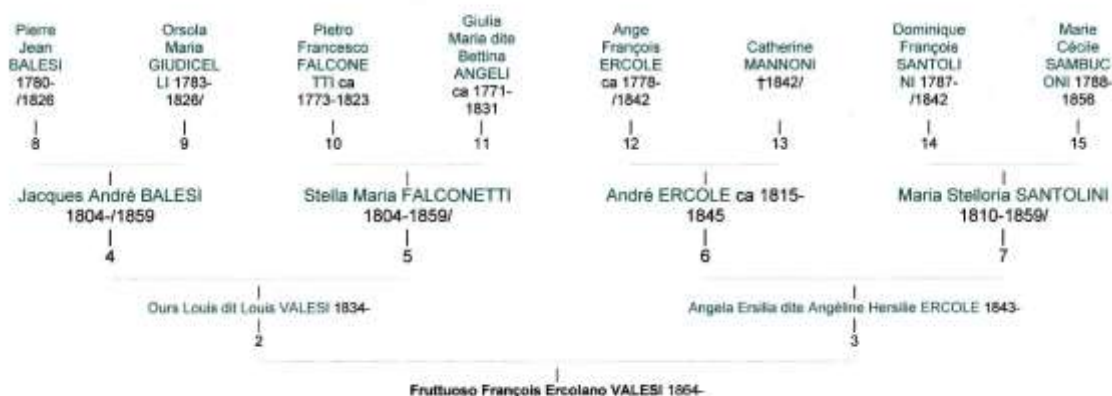 Pierre
Jean
BALESI
1780-
/1826
Orsola
Maria
GIUDICEL
LI 1783-
1826/
Pietro
Francesco
FALCONE
TTI ca
1773-1823
Giulia
Maria dite
Bettina
ANGELI
ca 1771-
1831
Ange
François
ERCOLE
ca 1778-
/1842
Catherine
MANNONI
†1842/
Dominique
François
SANTOLI
NI 1787-
/1842
Marie
Cécile
SAMBUC
ONI 1788-
1856
8
9
10
11
12
13
14
15
Jacques André BALESI
1804-/1859
Stella Maria FALCONETTI
1804-1859/
André ERCOLE ca 1815-
1845
Maria Stelloria SANTOLINI
1810-1859/
4
5
6
7
Ours Louis dit Louis VALESI 1834-
Angela Ersilia dite Angéline Hersilie ERCOLE 1843-
2
3
Fruttuoso François Ercolano VALESI 1864-